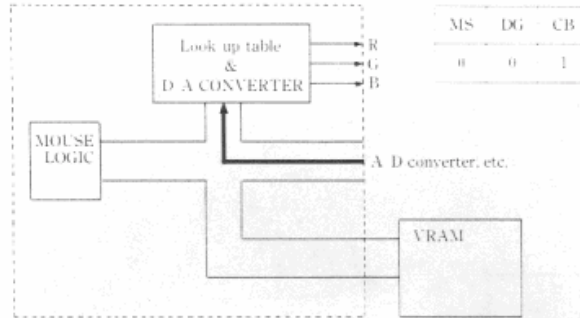 Look up table
&
D A CONVERTER
R
G
B
MS DG CB
0 0 1
MOUSE
LOGIC
A D converter, etc.
VRAM